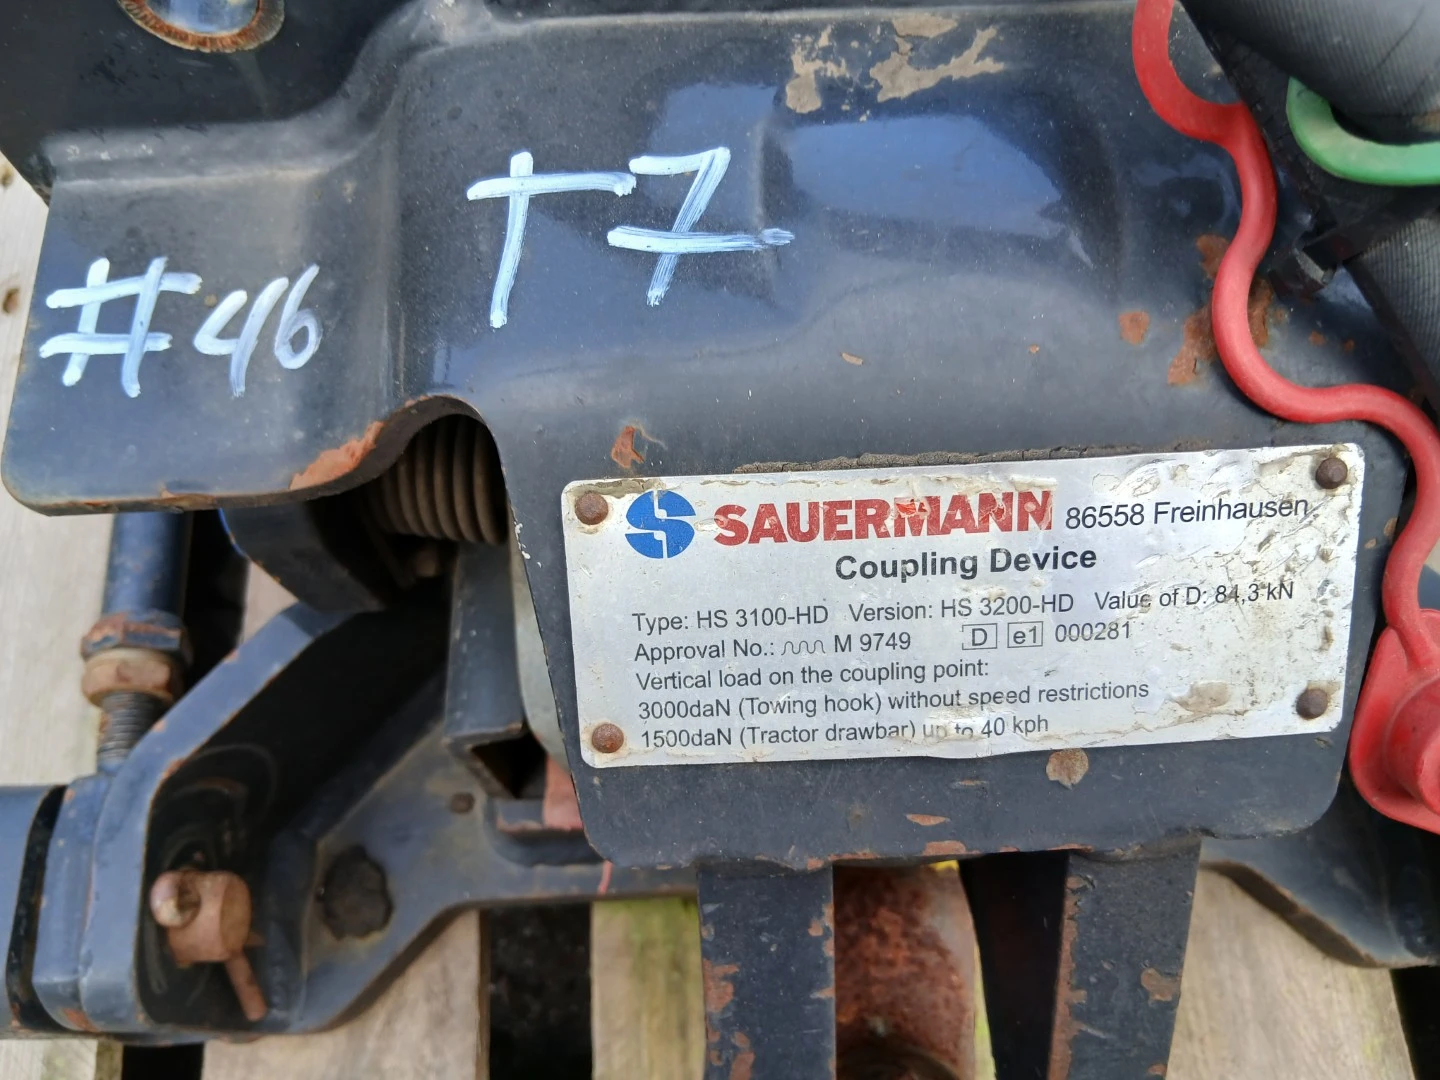 T7
#46
SAUERMANN 86558 Freinhausen
Coupling Device
Type: HS 3100-HD Version: HS 3200-HD Value of D: 84,3 kN
Approval No.: M 9749 D e1 000281
Vertical load on the coupling point:
3000daN (Towing hook) without speed restrictions
1500daN (Tractor drawbar) up to 40 kph